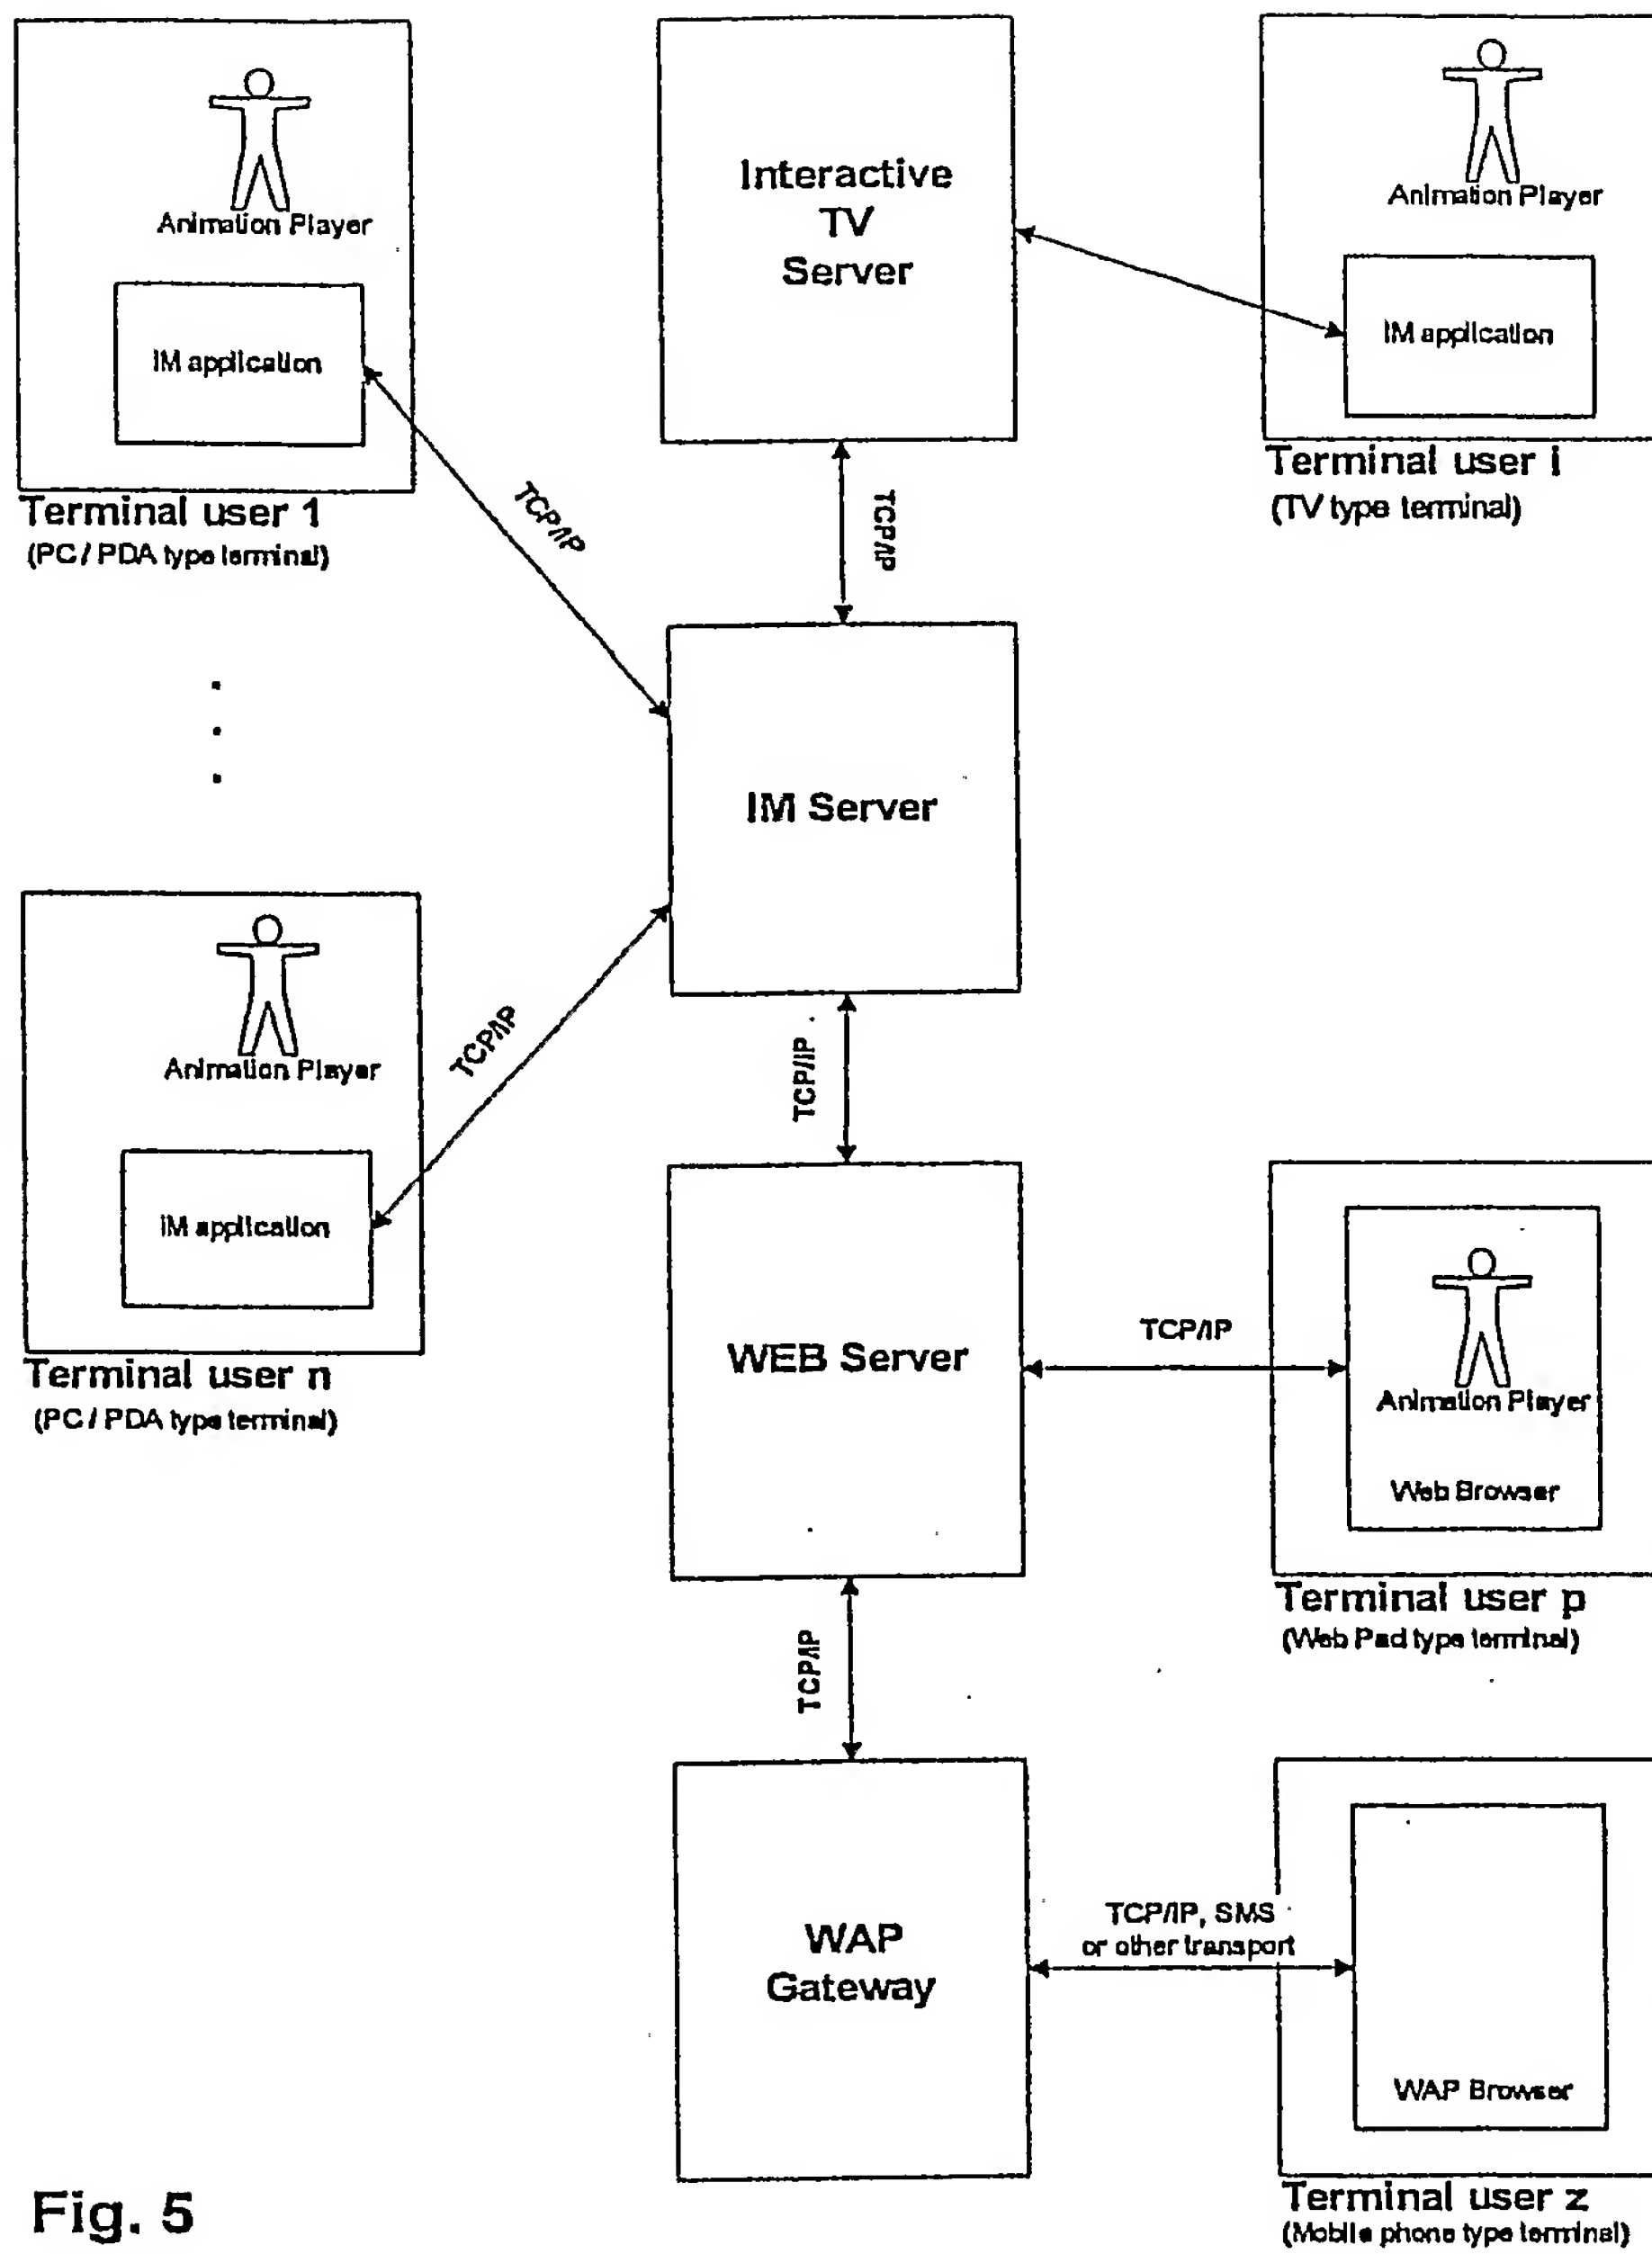 Animation Player
IM application
Terminal user 1
(PC / PDA type terminal)
TCP/IP
Interactive
TV
Server
TCP/IP
Animation Player
IM application
Terminal user i
(TV type terminal)
IM Server
Animation Player
IM application
Terminal user n
(PC / PDA type terminal)
TCP/IP
TCP/IP
WEB Server
TCP/IP
Animation Player
Web Browser
Terminal user p
(Web Pad type terminal)
TCP/IP
WAP
Gateway
TCP/IP, SMS
or other transport
WAP Browser
Terminal user z
(Mobile phone type terminal)
Fig. 5